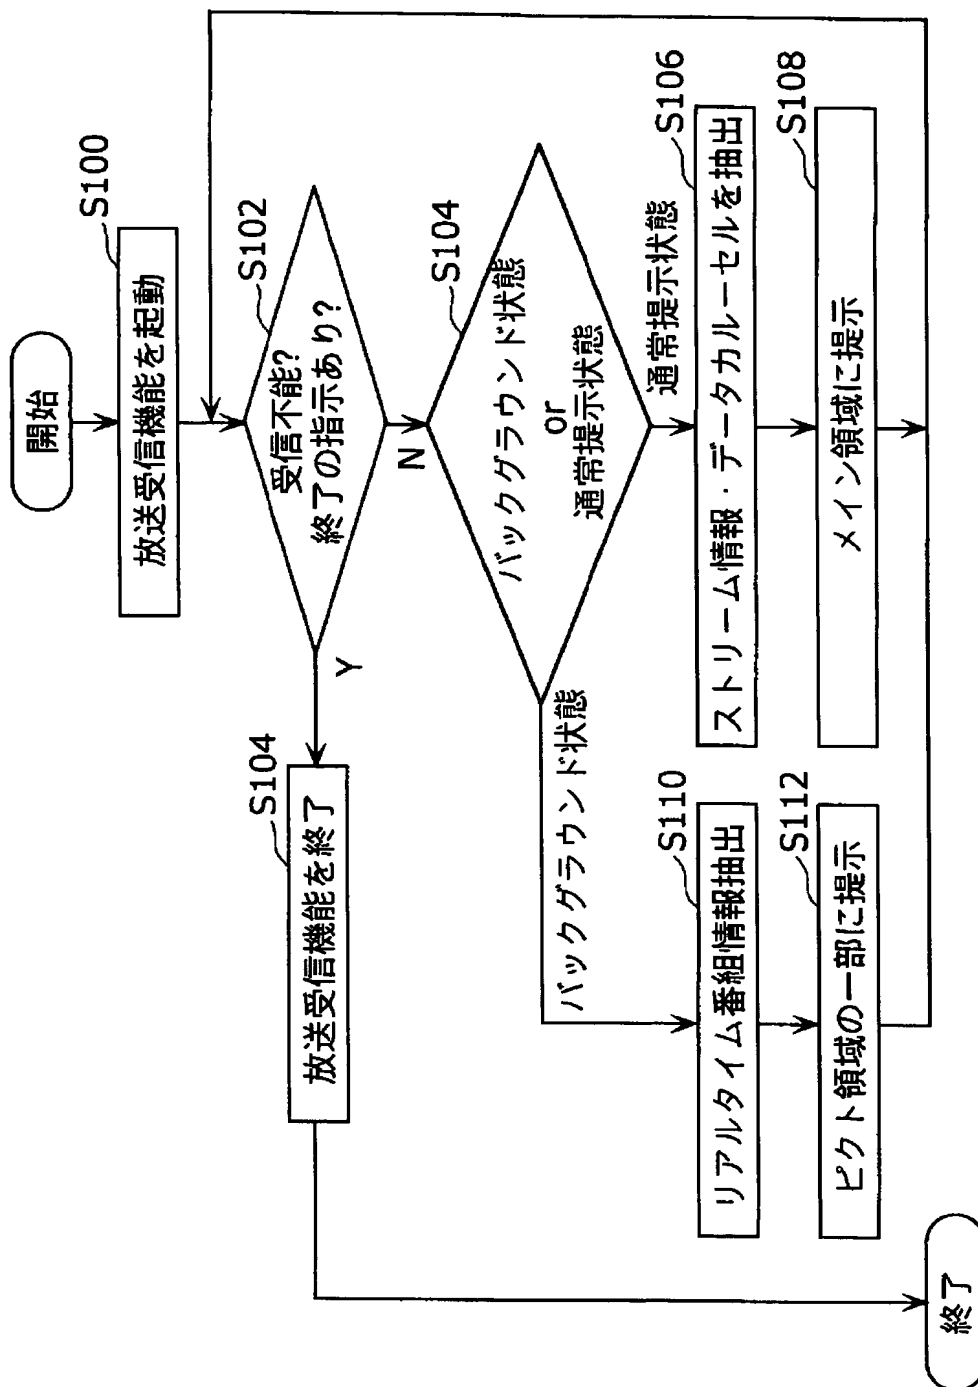 開始
S100
放送受信機能を起動
S102
受信不能?
終了の指示あり?
Y
N
S104
放送受信機能を終了
S104
バックグラウンド状態
or
通常提示状態
バックグラウンド状態
通常提示状態
S106
ストリーム情報・データカルーセルを抽出
S108
メイン領域に提示
S110
リアルタイム番組情報抽出
S112
ピクト領域の一部に提示
終了